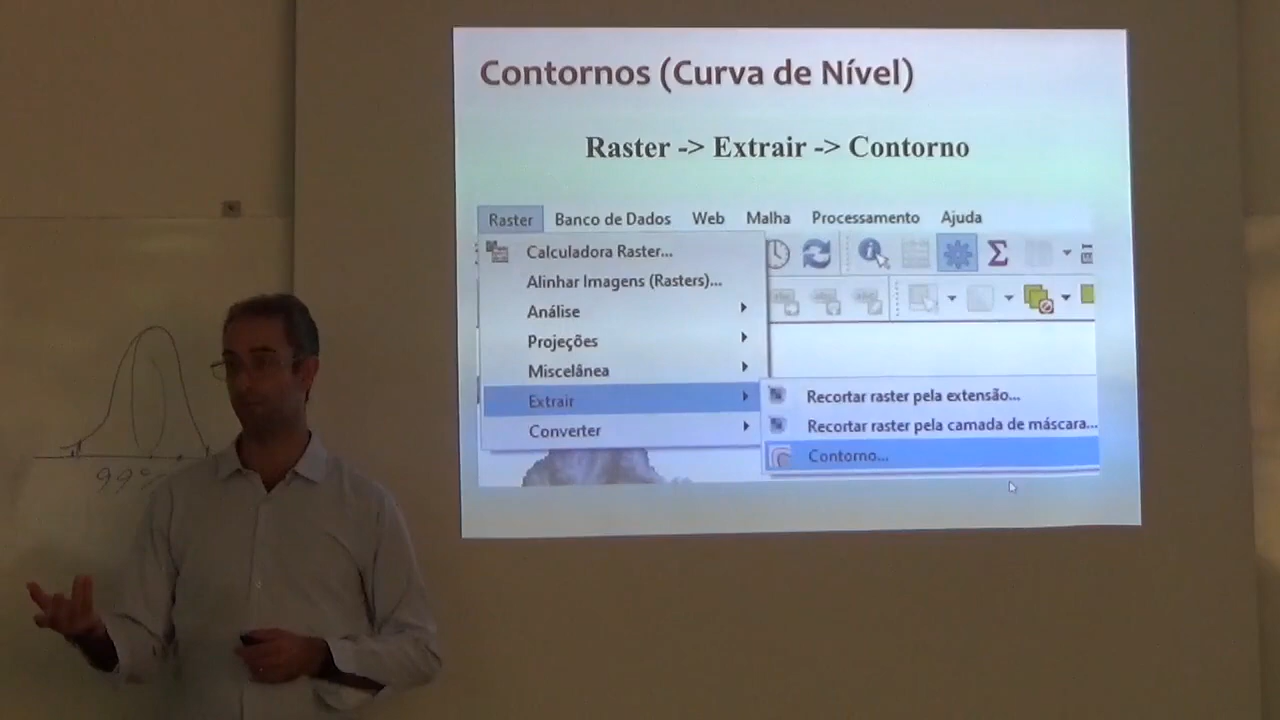 Contornos (Curva de Nível)
Raster -> Extrair -> Contorno
Raster Banco de Dados Web Malha Processamento Ajuda
Calculadora Raster...
Alinhar Imagens (Rasters)...
Análise
Projeções
Miscelânea
Extrair
Converter
Recortar raster pela extensão...
Recortar raster pela camada de máscara...
Contorno...
99%